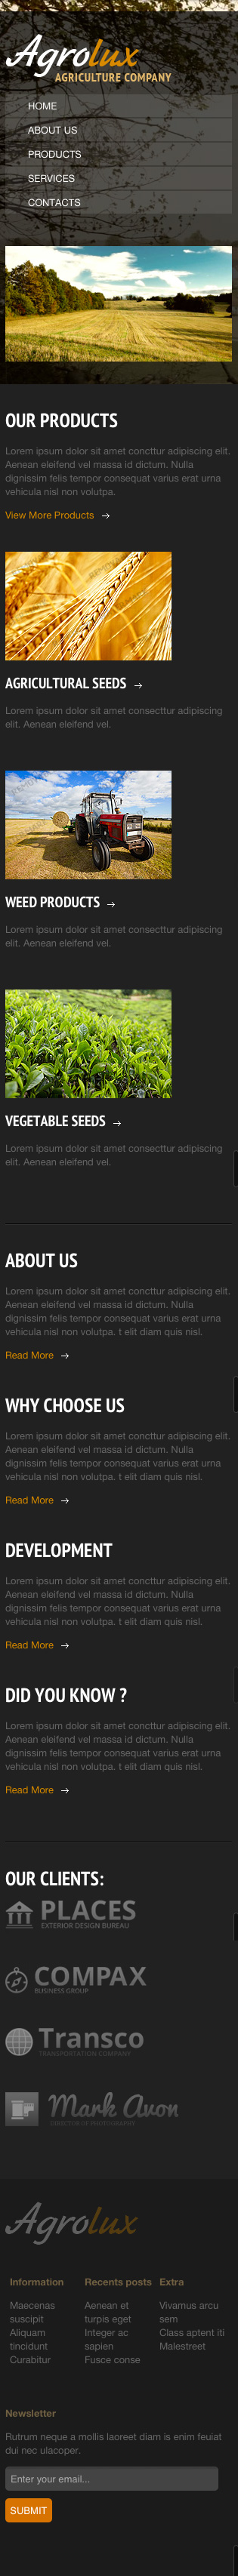 Agrolux
AGRICULTURE COMPANY
HOME
ABOUT US
PRODUCTS
SERVICES
CONTACTS
OUR PRODUCTS
Lorem ipsum dolor sit amet concttur adipiscing elit.
Aenean eleifend vel massa id dictum. Nulla
dignissim felis tempor consequat varius erat urna
vehicula nisl non volutpa.
View More Products →
AGRICULTURAL SEEDS →
Lorem ipsum dolor sit amet consecttur adipiscing
elit. Aenean eleifend vel.
WEED PRODUCTS →
Lorem ipsum dolor sit amet consecttur adipiscing
elit. Aenean eleifend vel.
VEGETABLE SEEDS →
Lorem ipsum dolor sit amet consecttur adipiscing
elit. Aenean eleifend vel.
ABOUT US
Lorem ipsum dolor sit amet concttur adipiscing elit.
Aenean eleifend vel massa id dictum. Nulla
dignissim felis tempor consequat varius erat urna
vehicula nisl non volutpa. t elit diam quis nisl.
Read More →
WHY CHOOSE US
Lorem ipsum dolor sit amet concttur adipiscing elit.
Aenean eleifend vel massa id dictum. Nulla
dignissim felis tempor consequat varius erat urna
vehicula nisl non volutpa. t elit diam quis nisl.
Read More →
DEVELOPMENT
Lorem ipsum dolor sit amet concttur adipiscing elit.
Aenean eleifend vel massa id dictum. Nulla
dignissim felis tempor consequat varius erat urna
vehicula nisl non volutpa. t elit diam quis nisl.
Read More →
DID YOU KNOW ?
Lorem ipsum dolor sit amet concttur adipiscing elit.
Aenean eleifend vel massa id dictum. Nulla
dignissim felis tempor consequat varius erat urna
vehicula nisl non volutpa. t elit diam quis nisl.
Read More →
OUR CLIENTS:
PLACES
EXTERIOR DESIGN BUREAU
COMPAX
BUSINESS GROUP
Transco
TRANSPORTATION COMPANY
Mark Avon
DIRECTOR OF PHOTOGRAPHY
Agrolux
Information
Maecenas
suscipit
Aliquam
tincidunt
Curabitur
Recents posts
Aenean et
turpis eget
Integer ac
sapien
Fusce conse
Extra
Vivamus arcu
sem
Class aptent iti
Malestreet
Newsletter
Rutrum neque a mollis laoreet diam is enim feuiat
dui nec ulacoper.
Enter your email...
SUBMIT